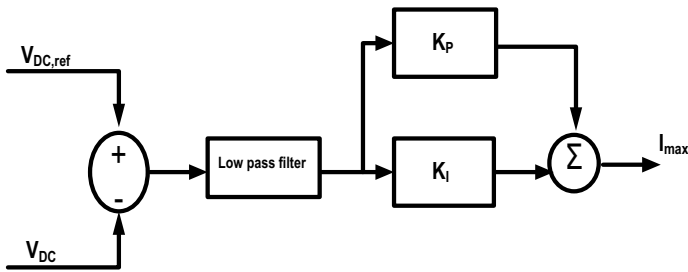 V_DC,ref
K_P
+
-
Low pass filter
K_I
Σ
I_max
V_DC